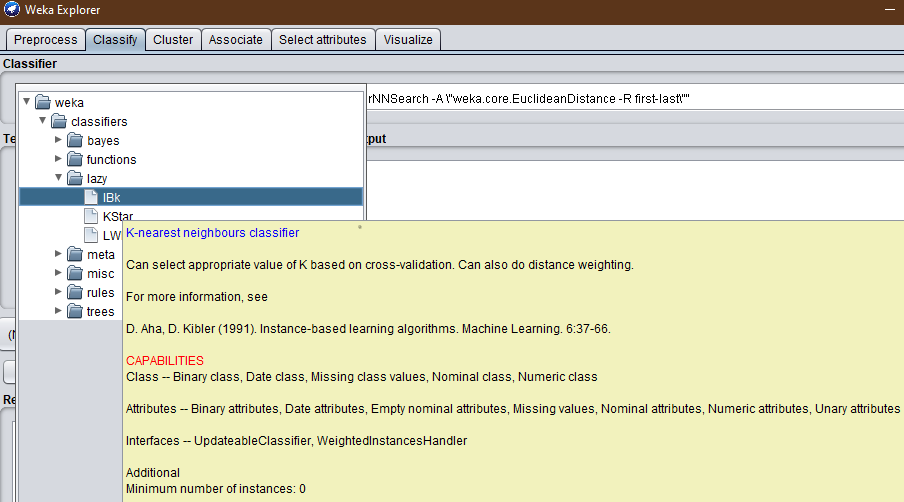 Weka Explorer
Preprocess Classify Cluster Associate Select attributes Visualize
Classifier
rNNSearch -A \"weka.core.EuclideanDistance -R first-last\""
weka
classifiers
bayes
functions
lazy
IBk
KStar
LW
meta
misc
rules
trees
Te
put
(N
Re
K-nearest neighbours classifier
Can select appropriate value of K based on cross-validation. Can also do distance weighting.
For more information, see
D. Aha, D. Kibler (1991). Instance-based learning algorithms. Machine Learning. 6:37-66.
CAPABILITIES
Class -- Binary class, Date class, Missing class values, Nominal class, Numeric class
Attributes -- Binary attributes, Date attributes, Empty nominal attributes, Missing values, Nominal attributes, Numeric attributes, Unary attributes
Interfaces -- UpdateableClassifier, WeightedInstancesHandler
Additional
Minimum number of instances: 0